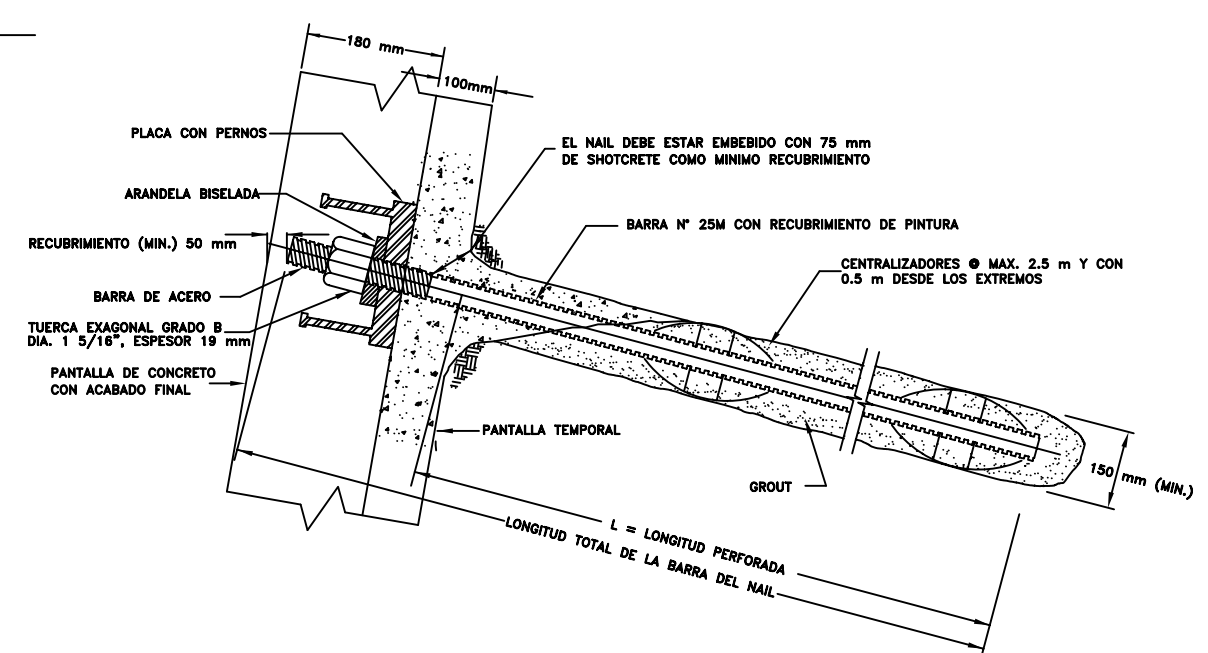 180 mm
100mm
PLACA CON PERNOS
EL NAIL DEBE ESTAR EMBEBIDO CON 75 mm
DE SHOTCRETE COMO MINIMO RECUBRIMIENTO
ARANDELA BISELADA
BARRA N° 25M CON RECUBRIMIENTO DE PINTURA
RECUBRIMIENTO (MIN.) 50 mm
CENTRALIZADORES @ MAX. 2.5 m Y CON
0.5 m DESDE LOS EXTREMOS
BARRA DE ACERO
TUERCA EXAGONAL GRADO B
DIA. 1 5/16", ESPESOR 19 mm
PANTALLA DE CONCRETO
CON ACABADO FINAL
PANTALLA TEMPORAL
GROUT
150 mm (MIN.)
L = LONGITUD PERFORADA
LONGITUD TOTAL DE LA BARRA DEL NAIL